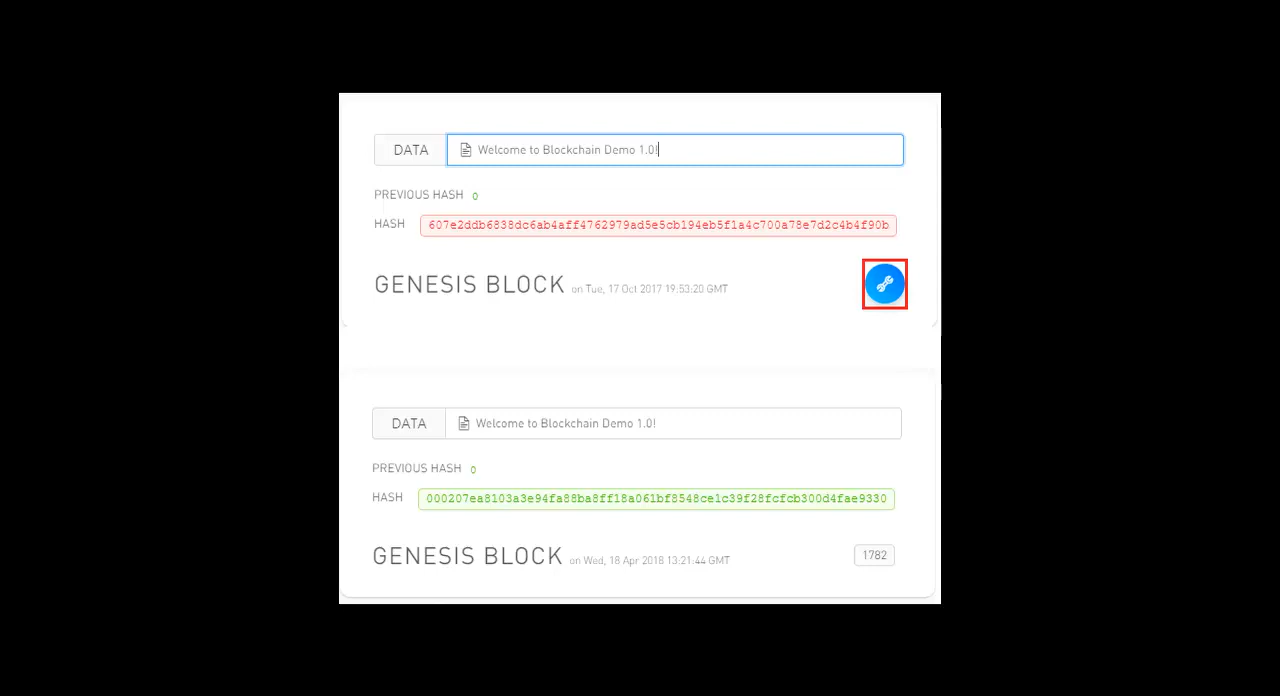 DATA Welcome to Blockchain Demo 1.0!
PREVIOUS HASH 0
HASH 607e2ddb6838dc6ab4aff4762979ad5e5cb194eb5f1a4c700a78e7d2c4b4f90b
GENESIS BLOCK on Tue, 17 Oct 2017 19:53:20 GMT
DATA Welcome to Blockchain Demo 1.0!
PREVIOUS HASH 0
HASH 000207ea8103a3e94fa88ba8ff18a061bf8548ce1c39f28fcfcb300d4fae9330
GENESIS BLOCK on Wed, 18 Apr 2018 13:21:44 GMT 1782